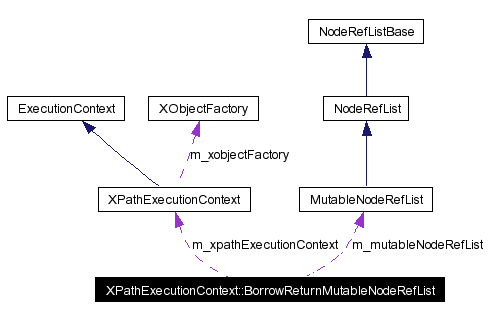 NodeRefListBase
ExecutionContext
XObjectFactory
NodeRefList
m_xobjectFactory
XPathExecutionContext
MutableNodeRefList
m_xpathExecutionContext
m_mutableNodeRefList
XPathExecutionContext::BorrowReturnMutableNodeRefList